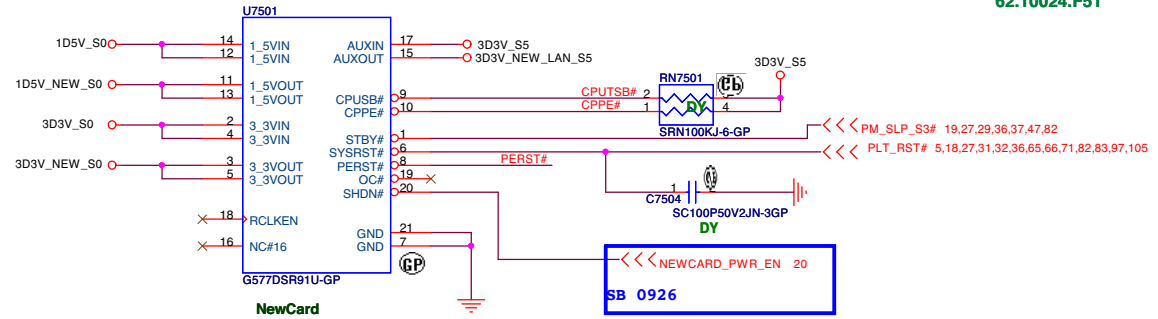 62.10024.F51
U7501
1D5V_S0
14 1_5VIN
12 1_5VIN
AUXIN 17 3D3V_S5
AUXOUT 15 3D3V_NEW_LAN_S5
1D5V_NEW_S0
11 1_5VOUT
13 1_5VOUT
3D3V_S5
RN7501
CPUSB# 9 CPUTSB# 2
CPPE# 10 CPPE# 1 DY 4
SRN100KJ-6-GP
3D3V_S0
2 3_3VIN
4 3_3VIN
STBY# 1
PM_SLP_S3# 19,27,29,36,37,47,82
SYSRST# 6
PLT_RST# 5,18,27,31,32,36,65,66,71,82,83,97,105
3D3V_NEW_S0
3 3_3VOUT
5 3_3VOUT
PERST# 8 PERST#
OC# 19
SHDN# 20
C7504 1
SC100P50V2JN-3GP
DY
18 RCLKEN
16 NC#16
GND 21
GND 7
GP
NEWCARD_PWR_EN 20
SB 0926
G577DSR91U-GP
NewCard